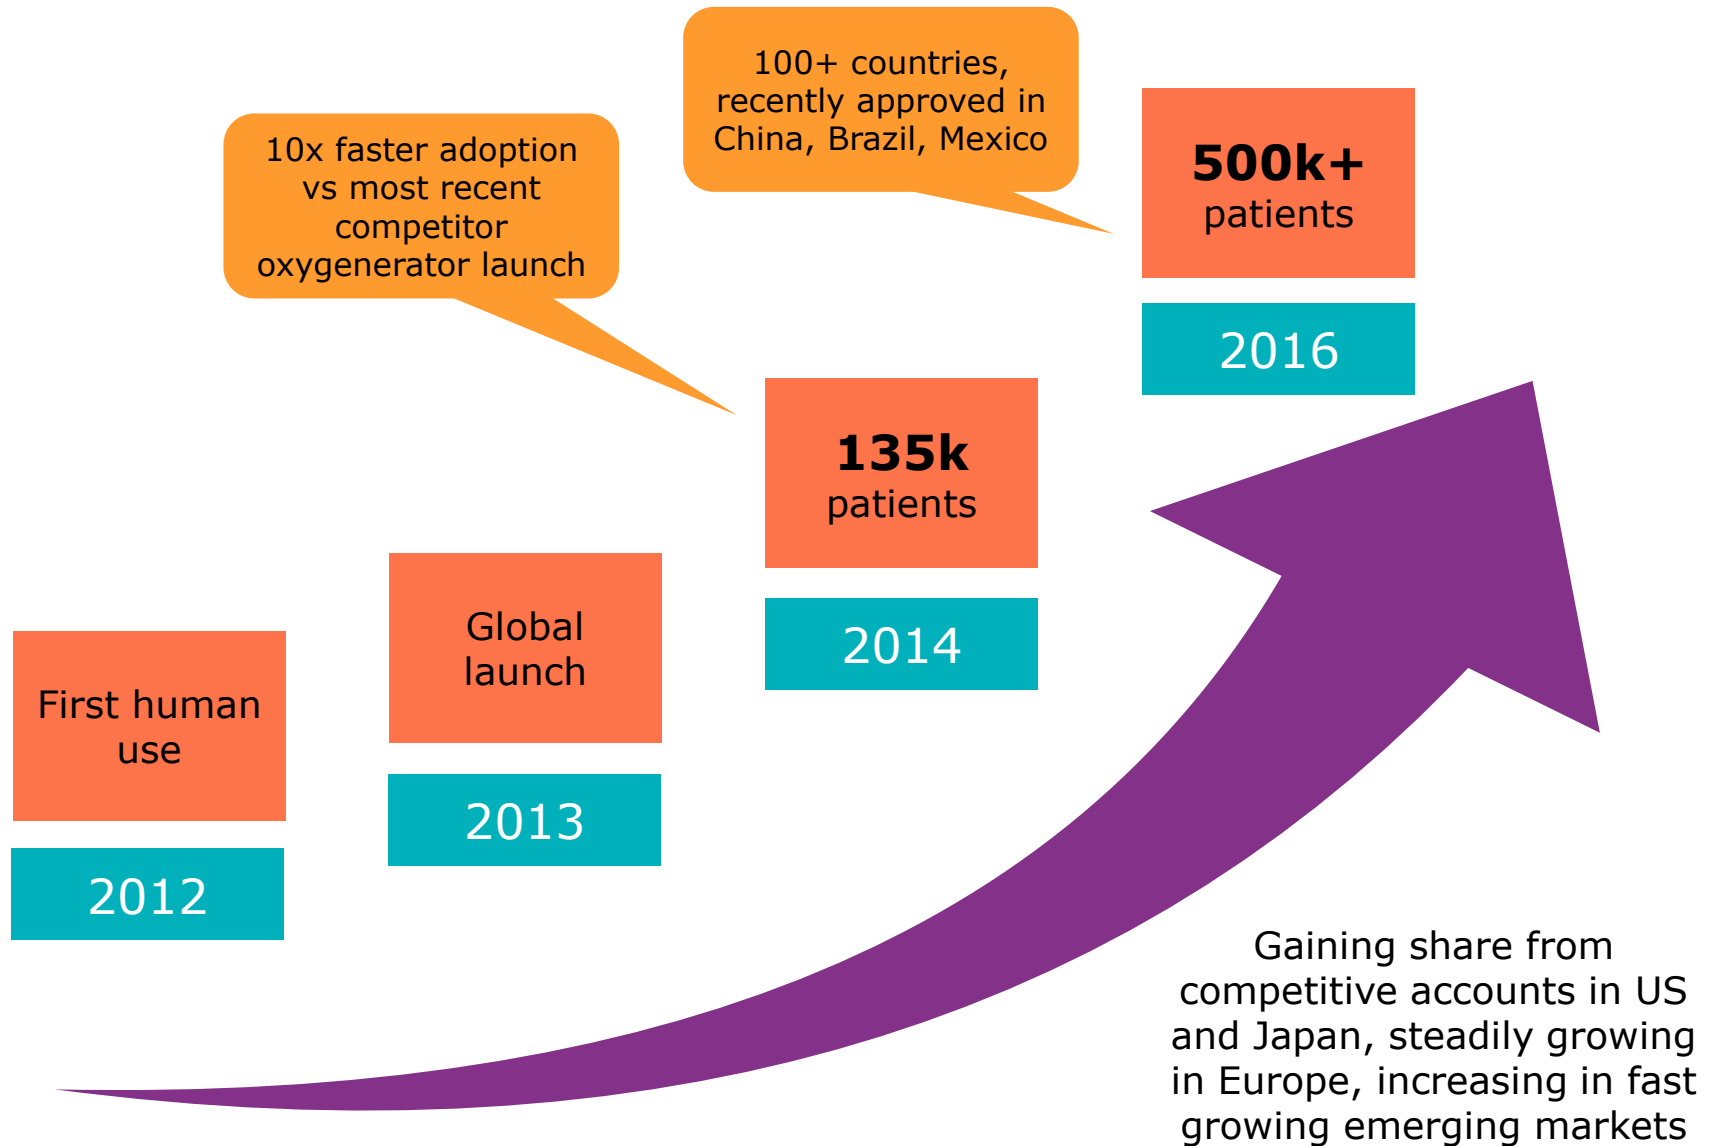 100+ countries,
recently approved in
China, Brazil, Mexico
10x faster adoption
vs most recent
competitor
oxygenerator launch
500k+
patients
2016
135k
patients
2014
Global
launch
2013
First human
use
2012
Gaining share from
competitive accounts in US
and Japan, steadily growing
in Europe, increasing in fast
growing emerging markets